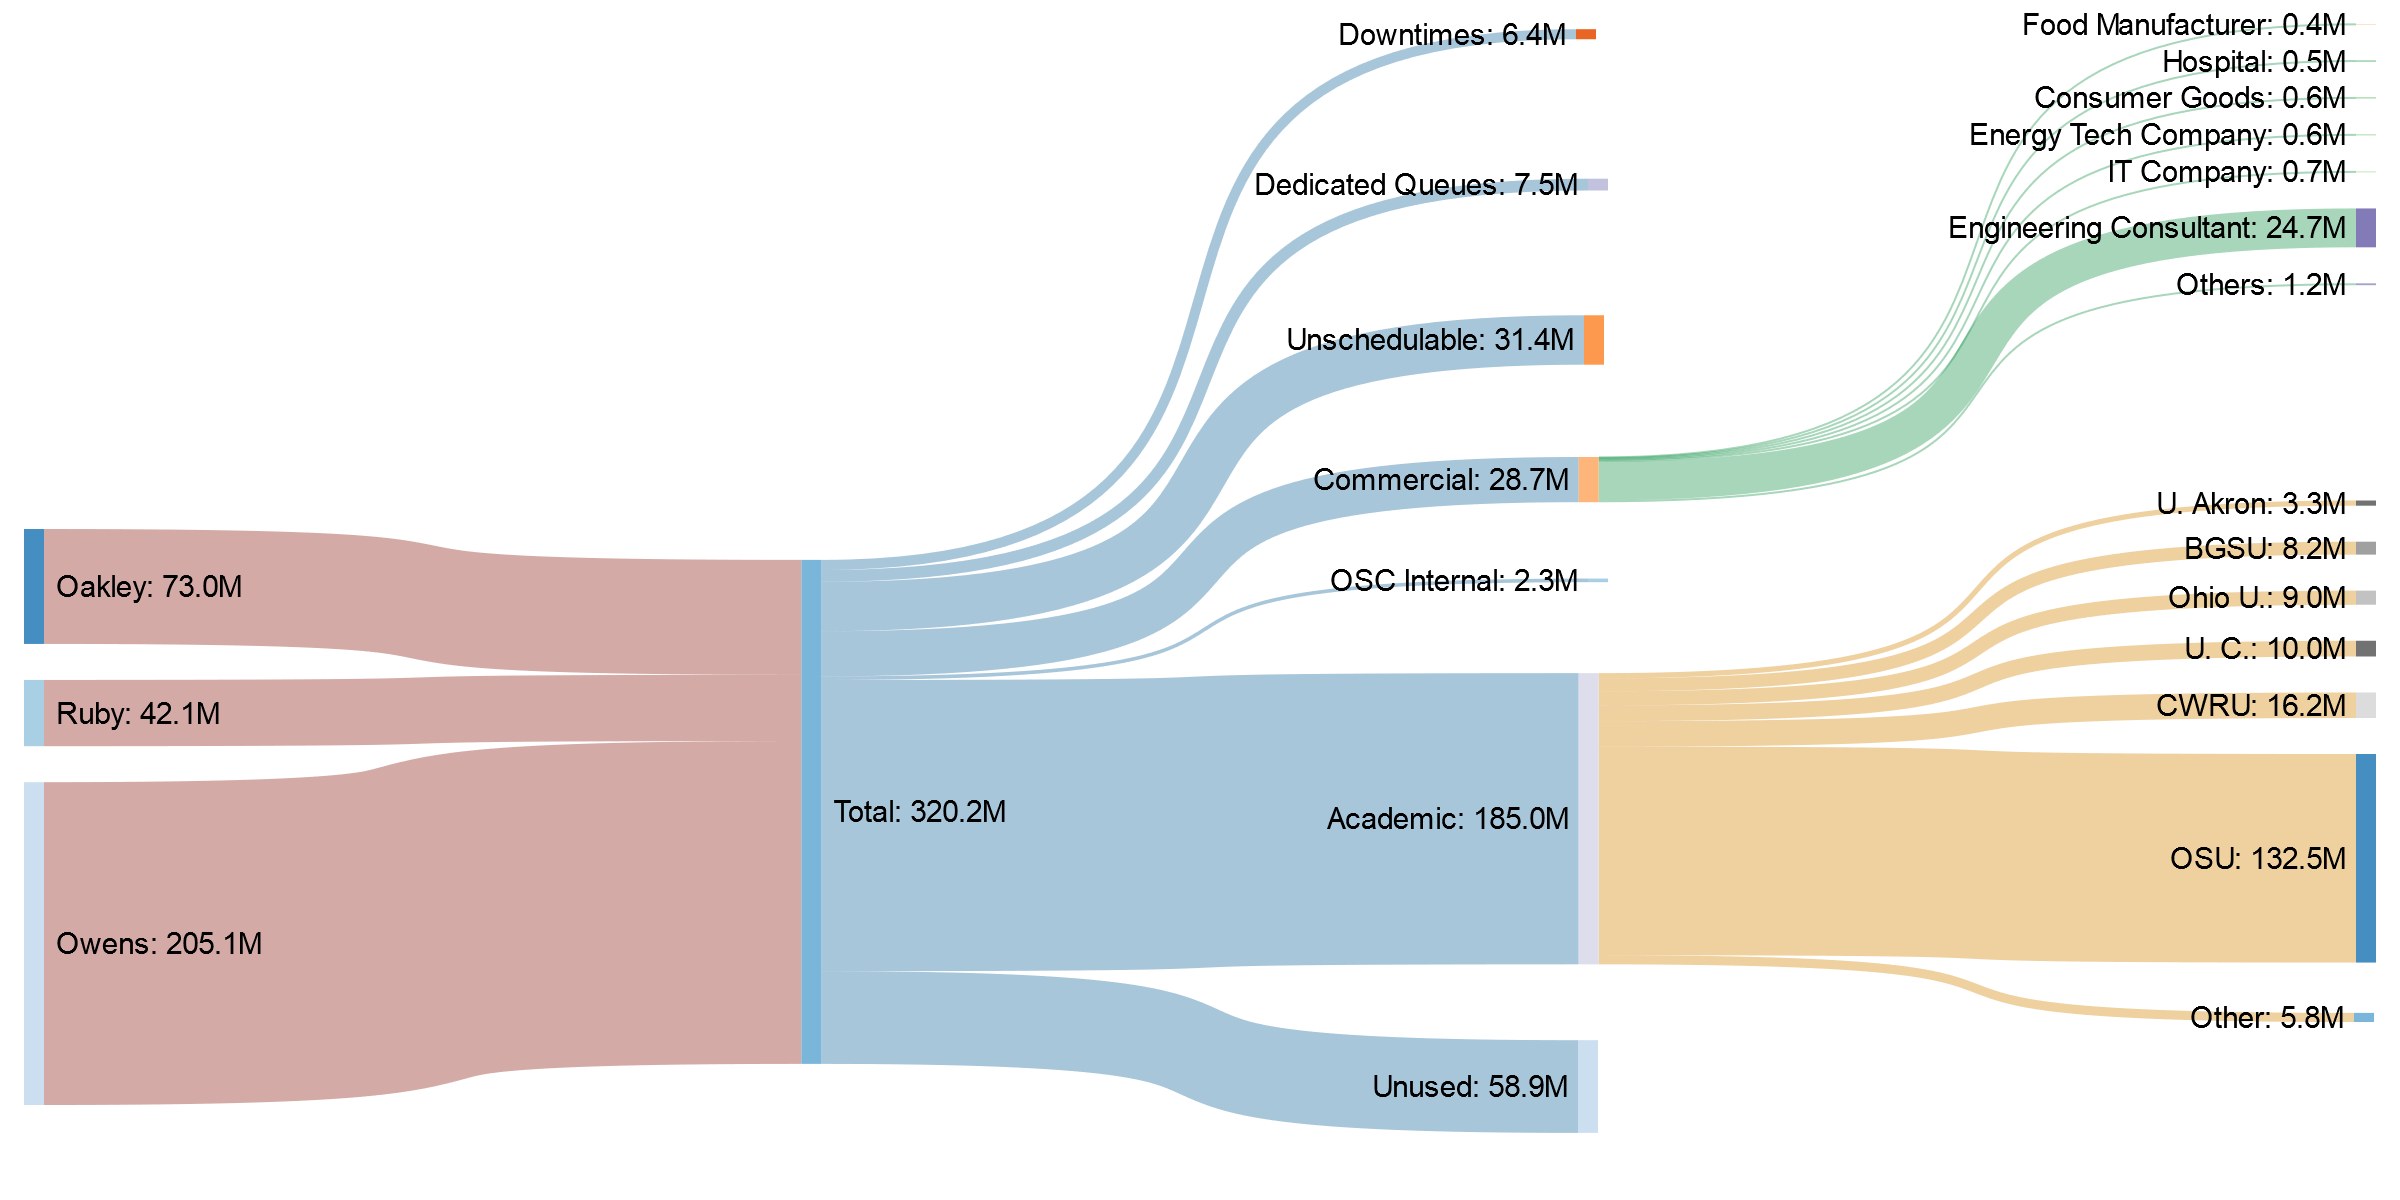 Oakley: 73.0M
Ruby: 42.1M
Owens: 205.1M
Total: 320.2M
Downtimes: 6.4M
Dedicated Queues: 7.5M
Unschedulable: 31.4M
Commercial: 28.7M
OSC Internal: 2.3M
Academic: 185.0M
Unused: 58.9M
Food Manufacturer: 0.4M
Hospital: 0.5M
Consumer Goods: 0.6M
Energy Tech Company: 0.6M
IT Company: 0.7M
Engineering Consultant: 24.7M
Others: 1.2M
U. Akron: 3.3M
BGSU: 8.2M
Ohio U.: 9.0M
U. C.: 10.0M
CWRU: 16.2M
OSU: 132.5M
Other: 5.8M